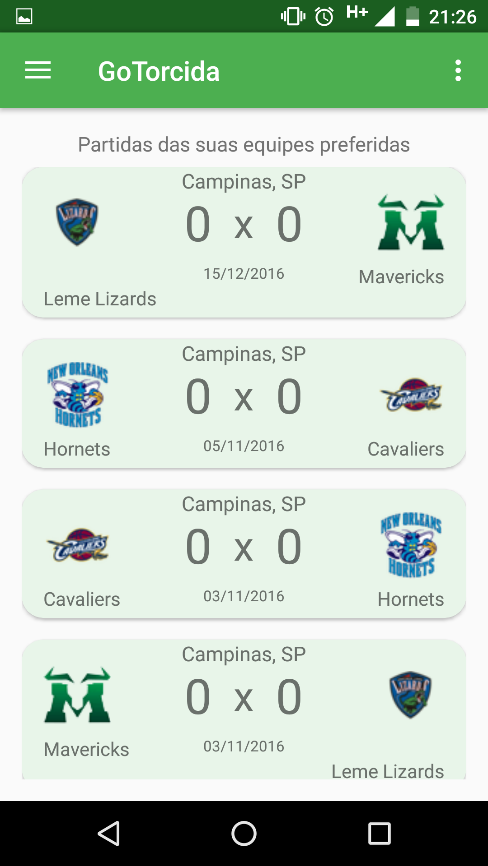 H+ 21:26
GoTorcida
Partidas das suas equipes preferidas
Campinas, SP
LIZARDS
0 x 0
15/12/2016
Mavericks
Leme Lizards
Campinas, SP
NEW ORLEANS
HORNETS
0 x 0
CAVALIERS
05/11/2016
Hornets
Cavaliers
Campinas, SP
CAVALIERS
0 x 0
NEW ORLEANS
HORNETS
Cavaliers
03/11/2016
Hornets
Campinas, SP
M
0 x 0
LIZARDS
Mavericks
03/11/2016
Leme Lizards